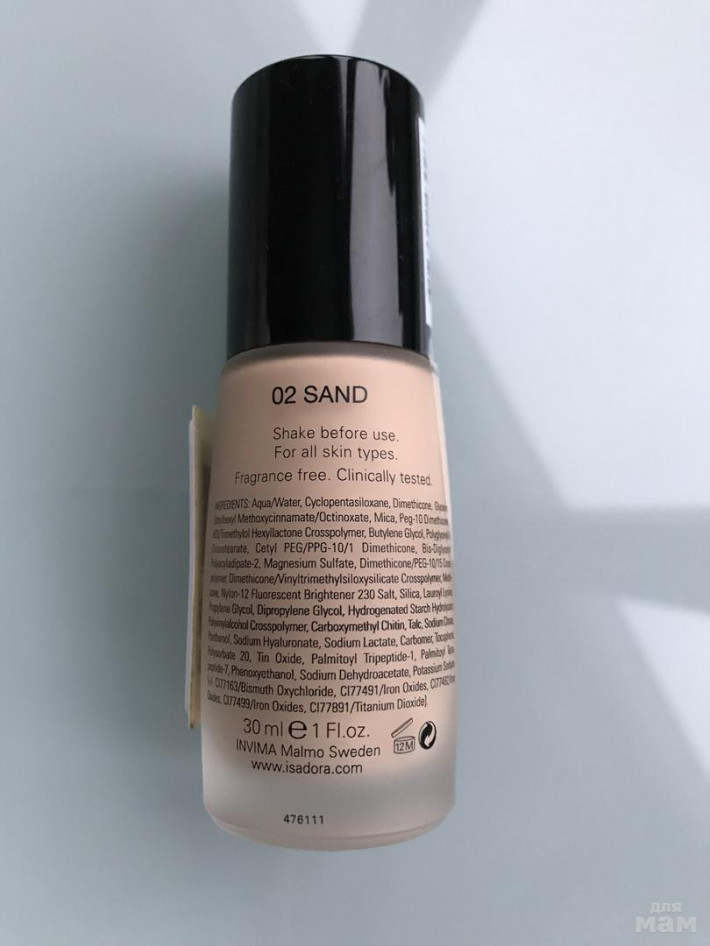 02 SAND
Shake before use.
For all skin types.
Fragrance free. Clinically tested.
INGREDIENTS: Aqua/Water, Cyclopentasiloxane, Dimethicone,
Ethylhexyl Methoxycinnamate/Octinoxate, Mica, Peg-10
Hexyllactone Crosspolymer, Butylene Glycol,
Cetyl PEG/PPG-10/1 Dimethicone,
Magnesium Sulfate, Dimethicone/PEG-10/15
Dimethicone/Vinyltrimethylsiloxysilicate Crosspolymer,
Nylon-12 Fluorescent Brightener 230 Salt, Silica, Lauroyl
Propylene Glycol, Dipropylene Glycol, Hydrogenated Starch
Crosspolymer, Carboxymethyl Chitin, Talc, Sodium
Panthenol, Sodium Hyaluronate, Sodium Lactate, Carbomer,
Polysorbate 20, Tin Oxide, Palmitoyl Tripeptide-1, Palmitoyl
Phenoxyethanol, Sodium Dehydroacetate, Potassium
CI77163/Bismuth Oxychloride, CI77491/Iron Oxides,
CI77499/Iron Oxides, CI77891/Titanium Dioxide).
30 ml e 1 Fl.oz.
INVIMA Malmo Sweden
12M
www.isadora.com
476111
для
мам